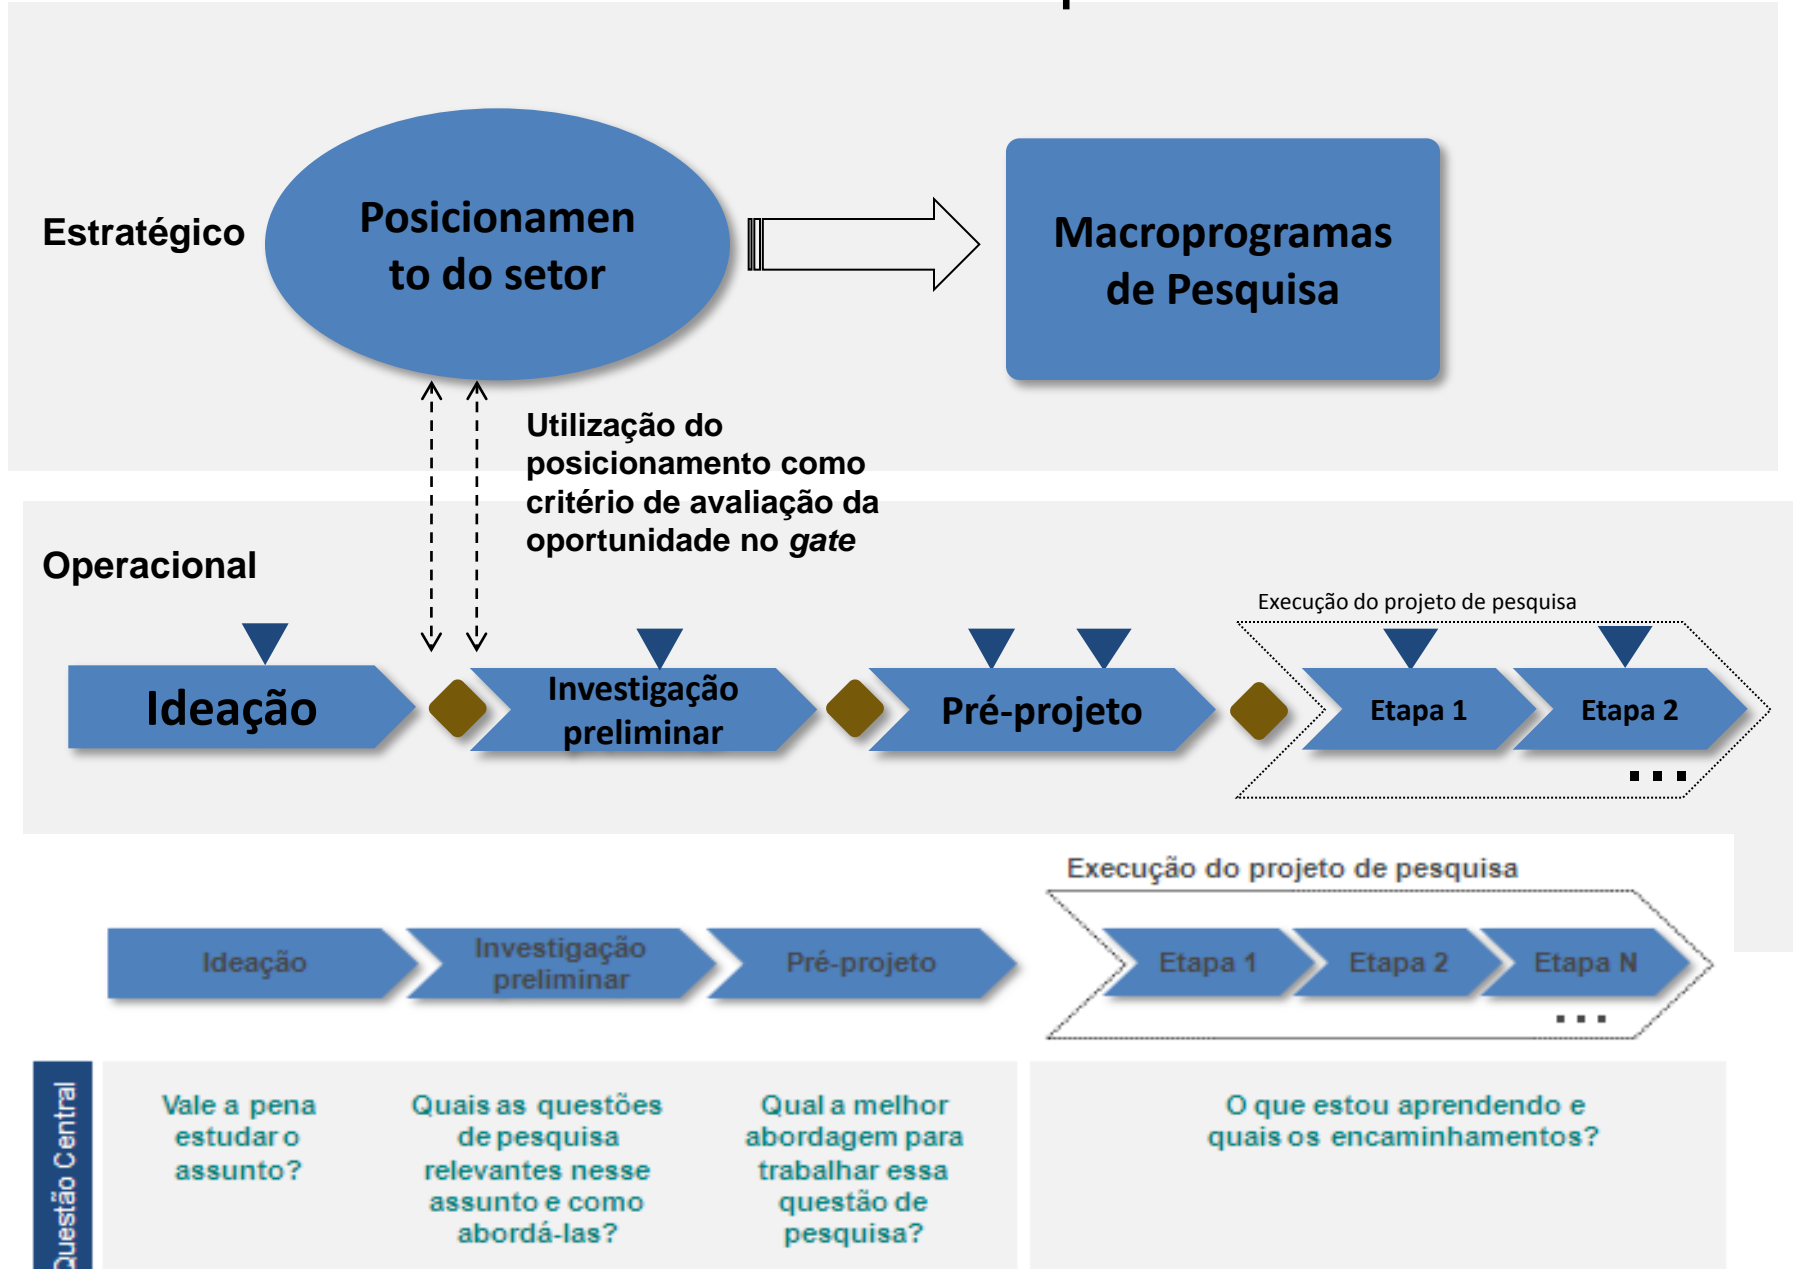 Estratégico
Posicionamen
to do setor
Macroprogramas
de Pesquisa
Utilização do
posicionamento como
critério de avaliação da
oportunidade no gate
Operacional
Execução do projeto de pesquisa
Ideação
Investigação
preliminar
Pré-projeto
Etapa 1
Etapa 2
...
Execução do projeto de pesquisa
Ideação
Investigação
preliminar
Pré-projeto
Etapa 1
Etapa 2
Etapa N
...
Questão Central
Vale a pena
estudar o
assunto?
Quais as questões
de pesquisa
relevantes nesse
assunto e como
abordá-las?
Qual a melhor
abordagem para
trabalhar essa
questão de
pesquisa?
O que estou aprendendo e
quais os encaminhamentos?